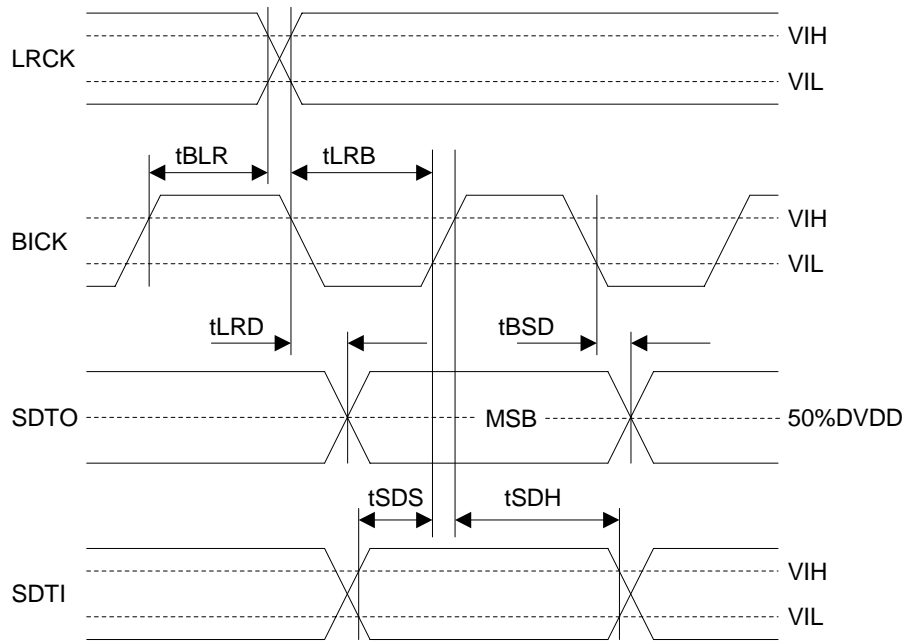 LRCK
VIH
VIL
tBLR
tLRB
BICK
VIH
VIL
tLRD
tBSD
SDTO
MSB
50%DVDD
tSDS
tSDH
SDTI
VIH
VIL